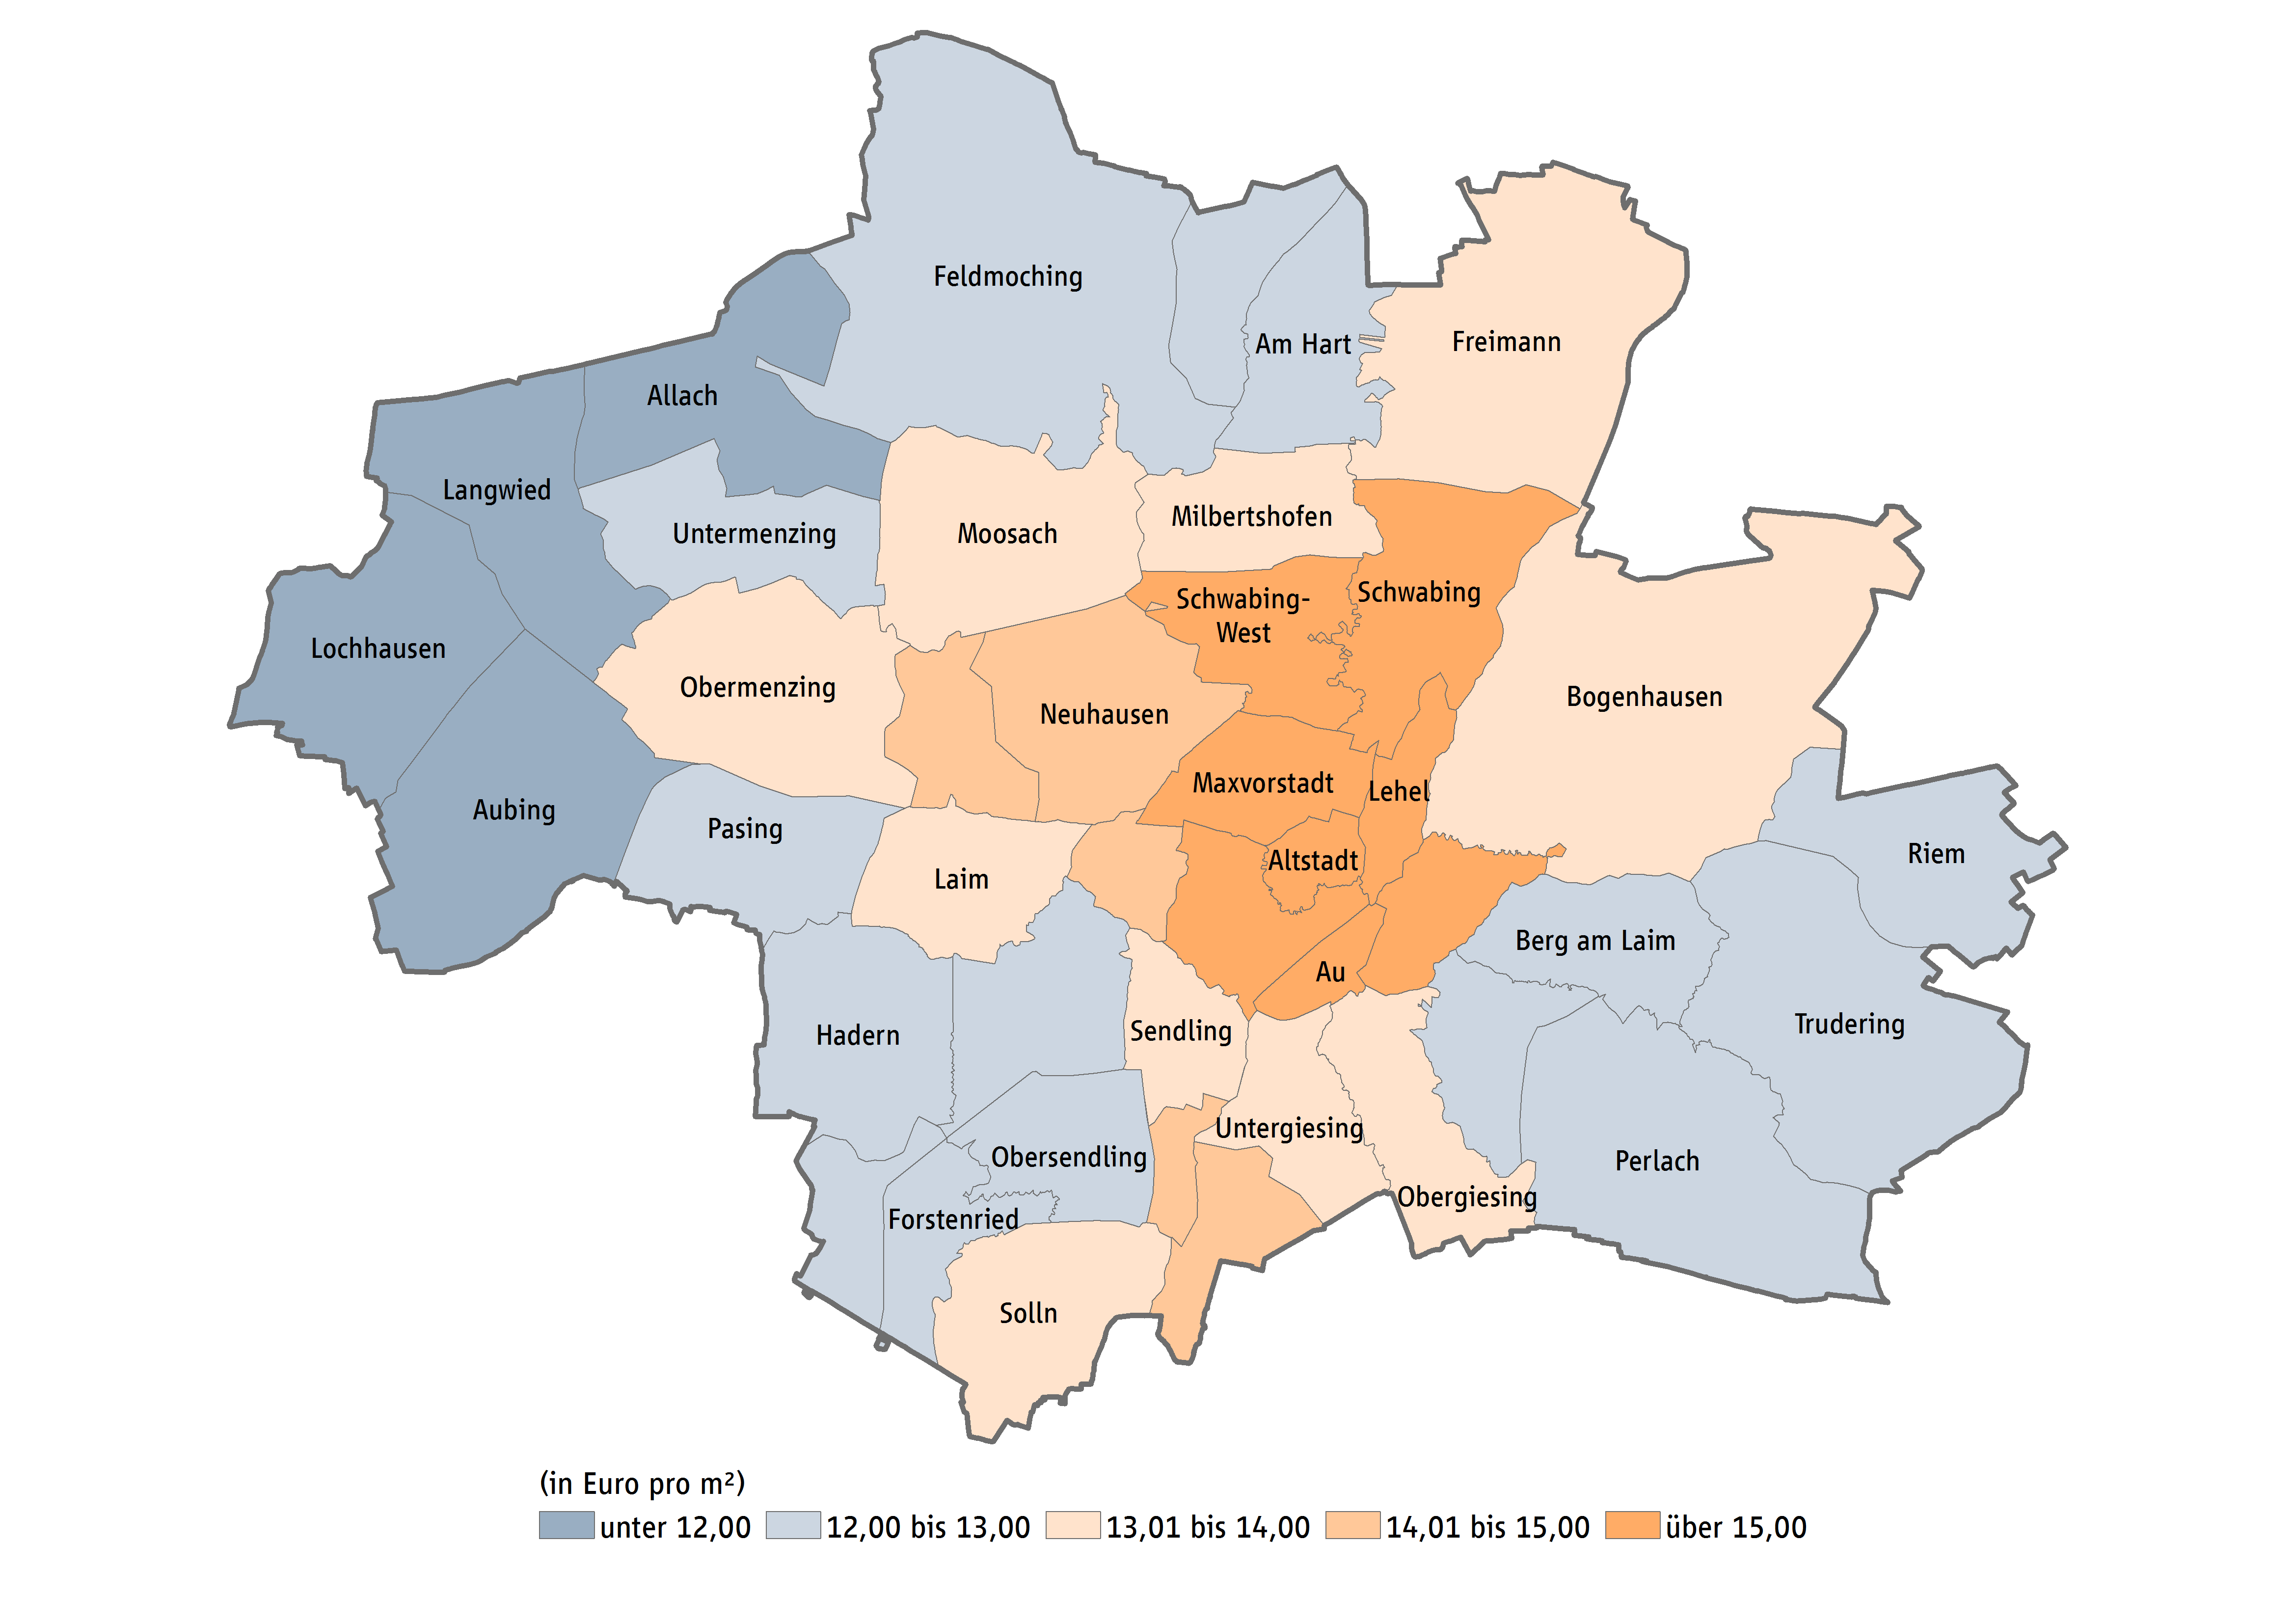 Feldmoching
Freimann
Am Hart
Allach
Langwied
Milbertshofen
Untermenzing
Moosach
Schwabing
Schwabing-
West
Lochhausen
Obermenzing
Bogenhausen
Neuhausen
Maxvorstadt
Lehel
Aubing
Pasing
Riem
Altstadt
Laim
Berg am Laim
Au
Trudering
Sendling
Hadern
Untergiesing
Obersendling
Perlach
Obergiesing
Forstenried
Solln
(in Euro pro m²)
unter 12,00 12,00 bis 13,00 13,01 bis 14,00 14,01 bis 15,00 über 15,00